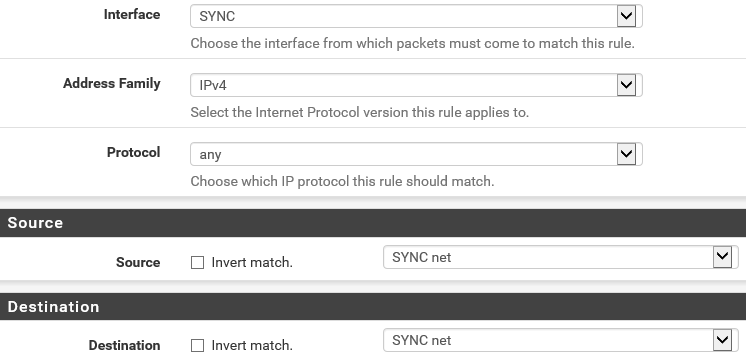 Interface SYNC
Choose the interface from which packets must come to match this rule.
Address Family IPv4
Select the Internet Protocol version this rule applies to.
Protocol any
Choose which IP protocol this rule should match.
Source
Source Invert match. SYNC net
Destination
Destination Invert match. SYNC net